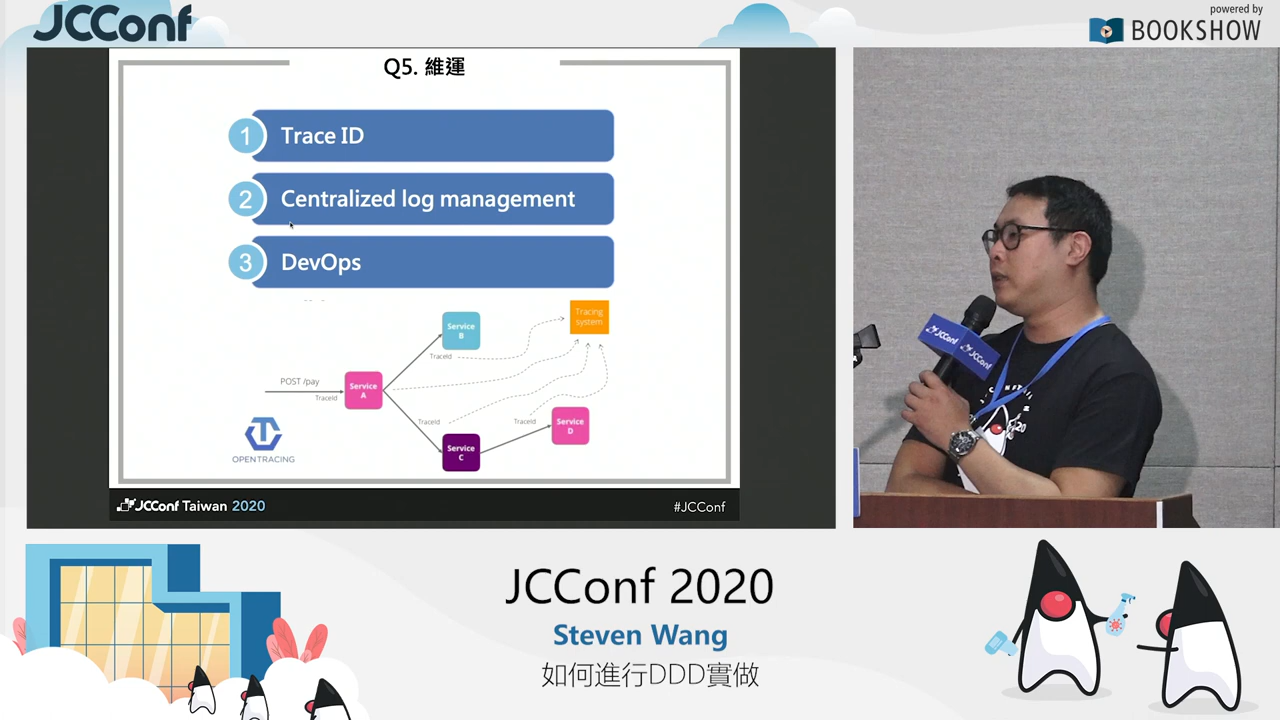 JCConf
powered by
BOOKSHOW
Q5. 維運
1 Trace ID
2 Centralized log management
3 DevOps
Service B
Tracing system
TraceId
POST /pay
TraceId
Service A
TraceId
TraceId
Service D
Service C
OPENTRACING
JCConf Taiwan 2020
#JCConf
JCConf
JCConf
JCConf 2020
Steven Wang
如何進行DDD實做